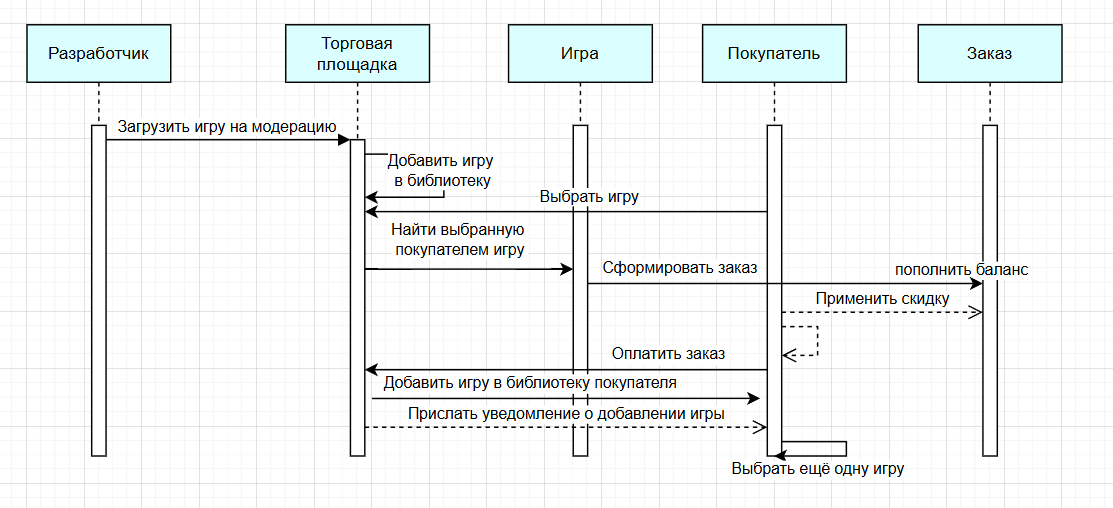 Разработчик
Торговая
площадка
Игра
Покупатель
Заказ
Загрузить игру на модерацию
Добавить игру
в библиотеку
Выбрать игру
Найти выбранную
покупателем игру
Сформировать заказ
пополнить баланс
Применить скидку
Оплатить заказ
Добавить игру в библиотеку покупателя
Прислать уведомление о добавлении игры
Выбрать ещё одну игру